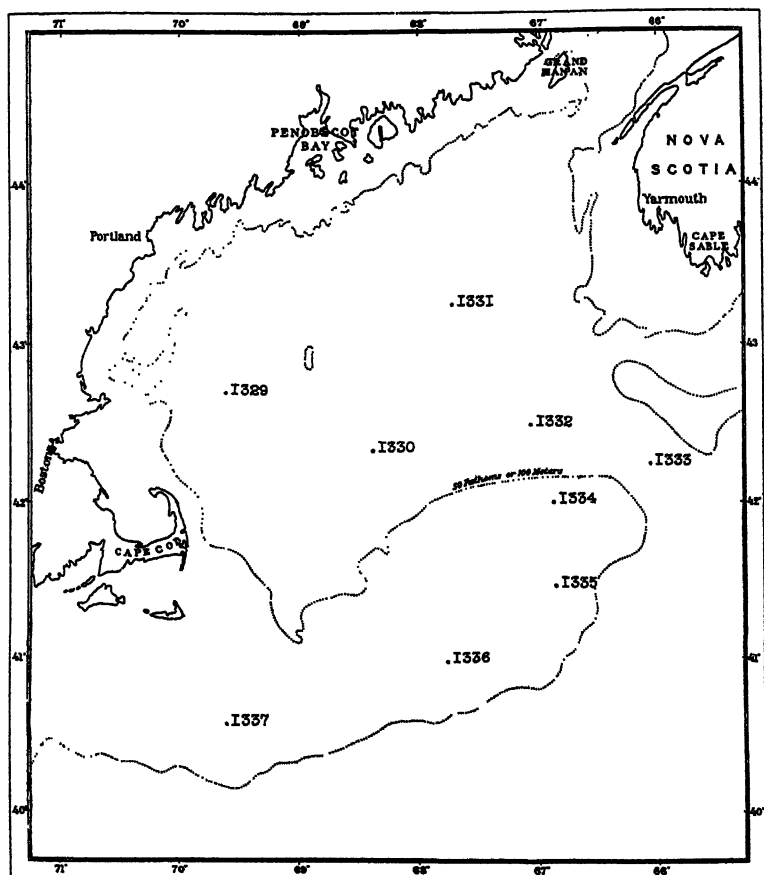 71° 70° 69° 68° 67° 66°
GRAND
MANAN
PENOBSCOT
BAY
NOVA
SCOTIA
44° 44°
Yarmouth
Portland
CAPE
SABLE
.1331
43° 43
.1329
.1332
.1330
.1333
Boston
50 Fathoms or 100 Meters
.1334
42° 42°
CAPE COD
.1335
41° 41°
.1336
.1337
40° 40°
71° 70° 69° 68° 67° 66°